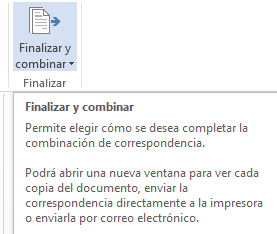 Finalizar y
combinar
Finalizar
Finalizar y combinar
Permite elegir cómo se desea completar la
combinación de correspondencia.
Podrá abrir una nueva ventana para ver cada
copia del documento, enviar la
correspondencia directamente a la impresora
o enviarla por correo electrónico.